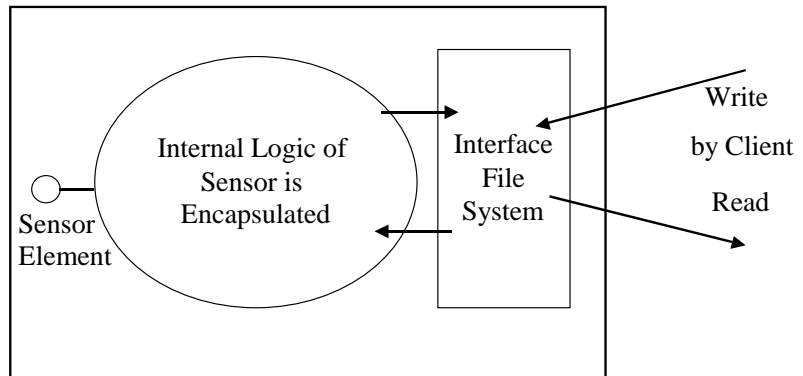 Sensor
Element
Internal Logic of
Sensor is
Encapsulated
Interface
File
System
Write
by Client
Read